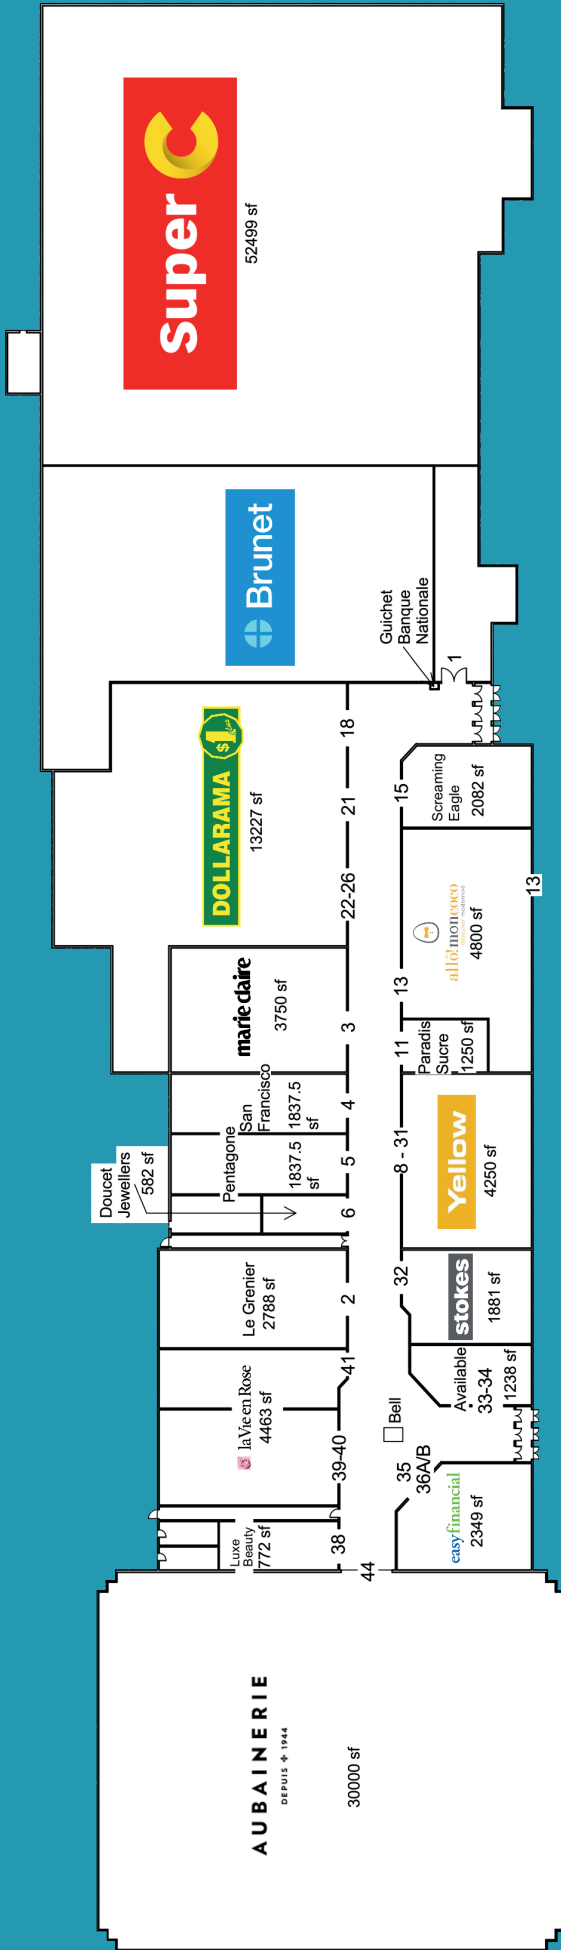 super C
52499 sf
Brunet
Guichet
Banque
Nationale
1
DOLLARAMA $1 plus
13227 sf
18
21
22-26
15
Screaming
Eagle
2082 sf
allô! mon coco
4800 sf
13
13
marie claire
3750 sf
3
11
Paradis
Sucre
1250 sf
San
Francisco
1837.5
sf
4
Pentagone
1837.5
sf
5
Doucet
Jewellers
582 sf
6
8 - 31
Yellow
4250 sf
Le Grenier
2788 sf
2
32
stokes
1881 sf
41
la Vie en Rose
4463 sf
39-40
Available
33-34
1238 sf
Bell
35
36A/B
easyfinancial
2349 sf
Luxe
Beauty
772 sf
38
44
AUBAINERIE
DEPUIS 1944
30000 sf